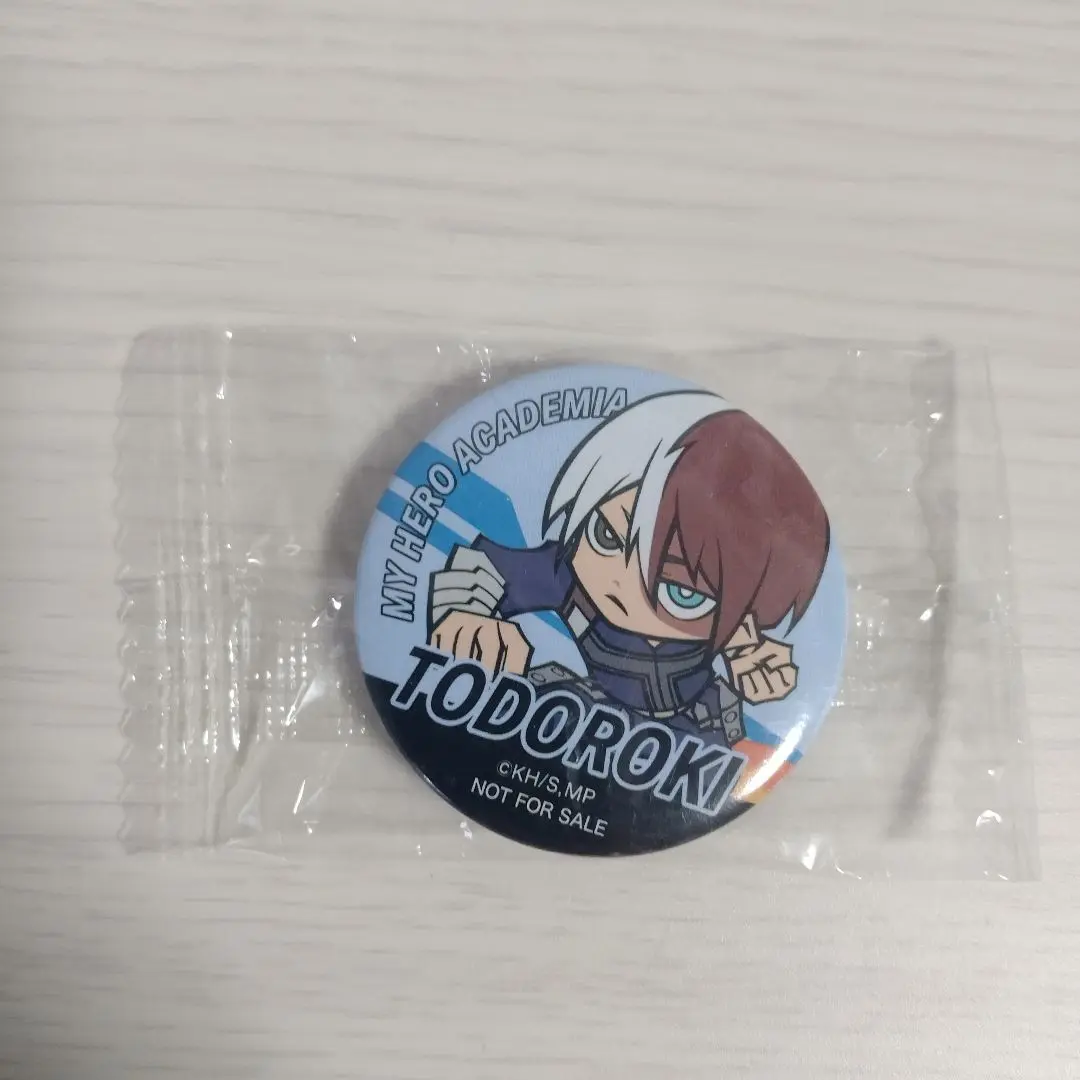 MY HERO ACADEMIA
TODOROKI
©KH/S,MP
NOT FOR SALE